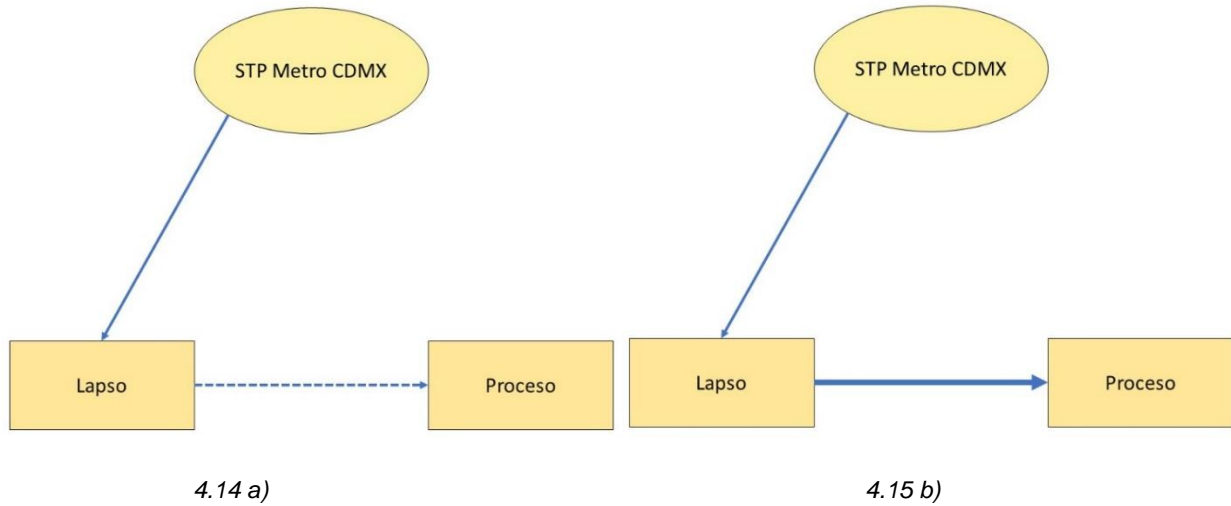 STP Metro CDMX
Lapso
Proceso
4.14 a)
STP Metro CDMX
Lapso
Proceso
4.15 b)